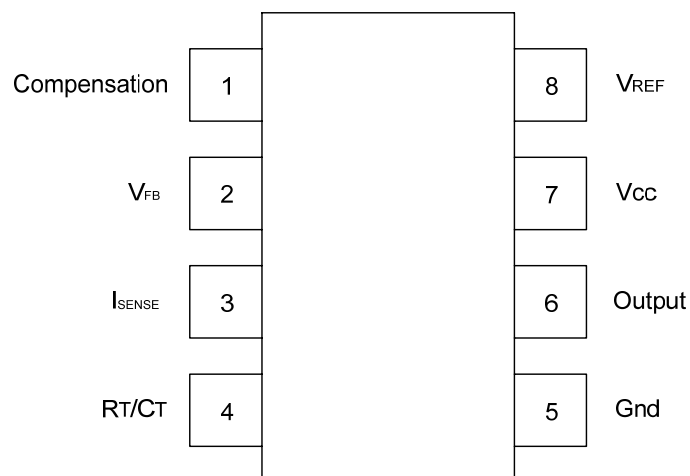 Compensation 1 8 VREF
VFB 2 7 Vcc
ISENSE 3 6 Output
RT/CT 4 5 Gnd